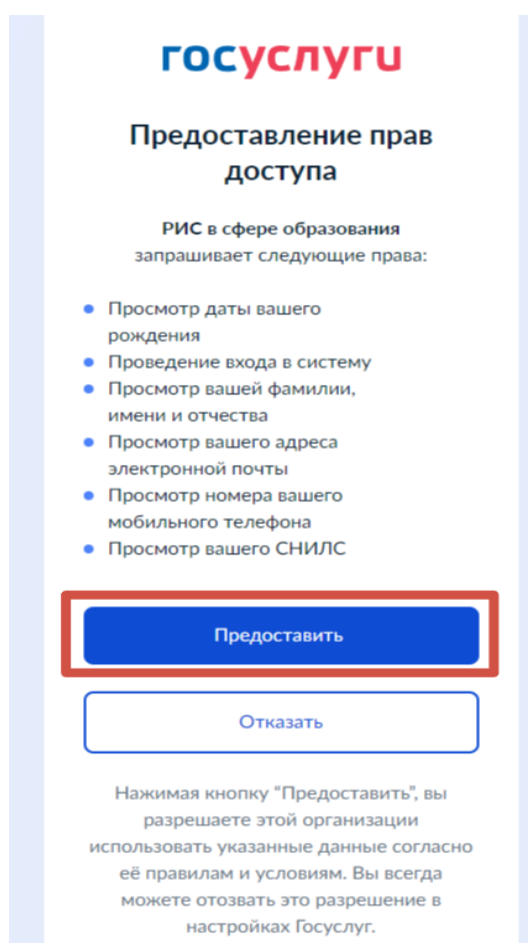 госуслуги
Предоставление прав
доступа
РИС в сфере образования
запрашивает следующие права:
Просмотр даты вашего
рождения
Проведение входа в систему
Просмотр вашей фамилии,
имени и отчества
Просмотр вашего адреса
электронной почты
Просмотр номера вашего
мобильного телефона
Просмотр вашего СНИЛС
Предоставить
Отказать
Нажимая кнопку "Предоставить", вы
разрешаете этой организации
использовать указанные данные согласно
её правилам и условиям. Вы всегда
можете отозвать это разрешение в
настройках Госуслуг.